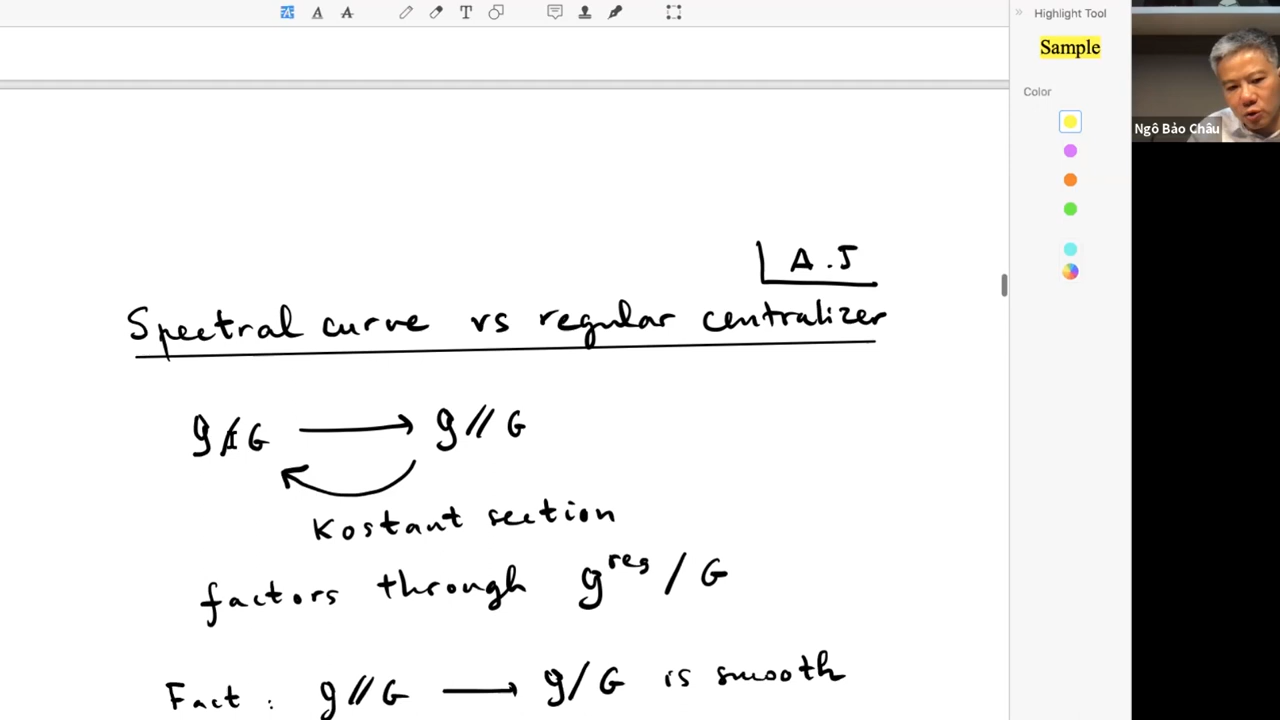 Highlight Tool
Sample
Color
Ngô Bảo Châu
A.5
Spectral curve vs regular centralizer
g/G → g//G
Kostant section
factors through g^reg / G
Fact : g//G → g/G is smooth